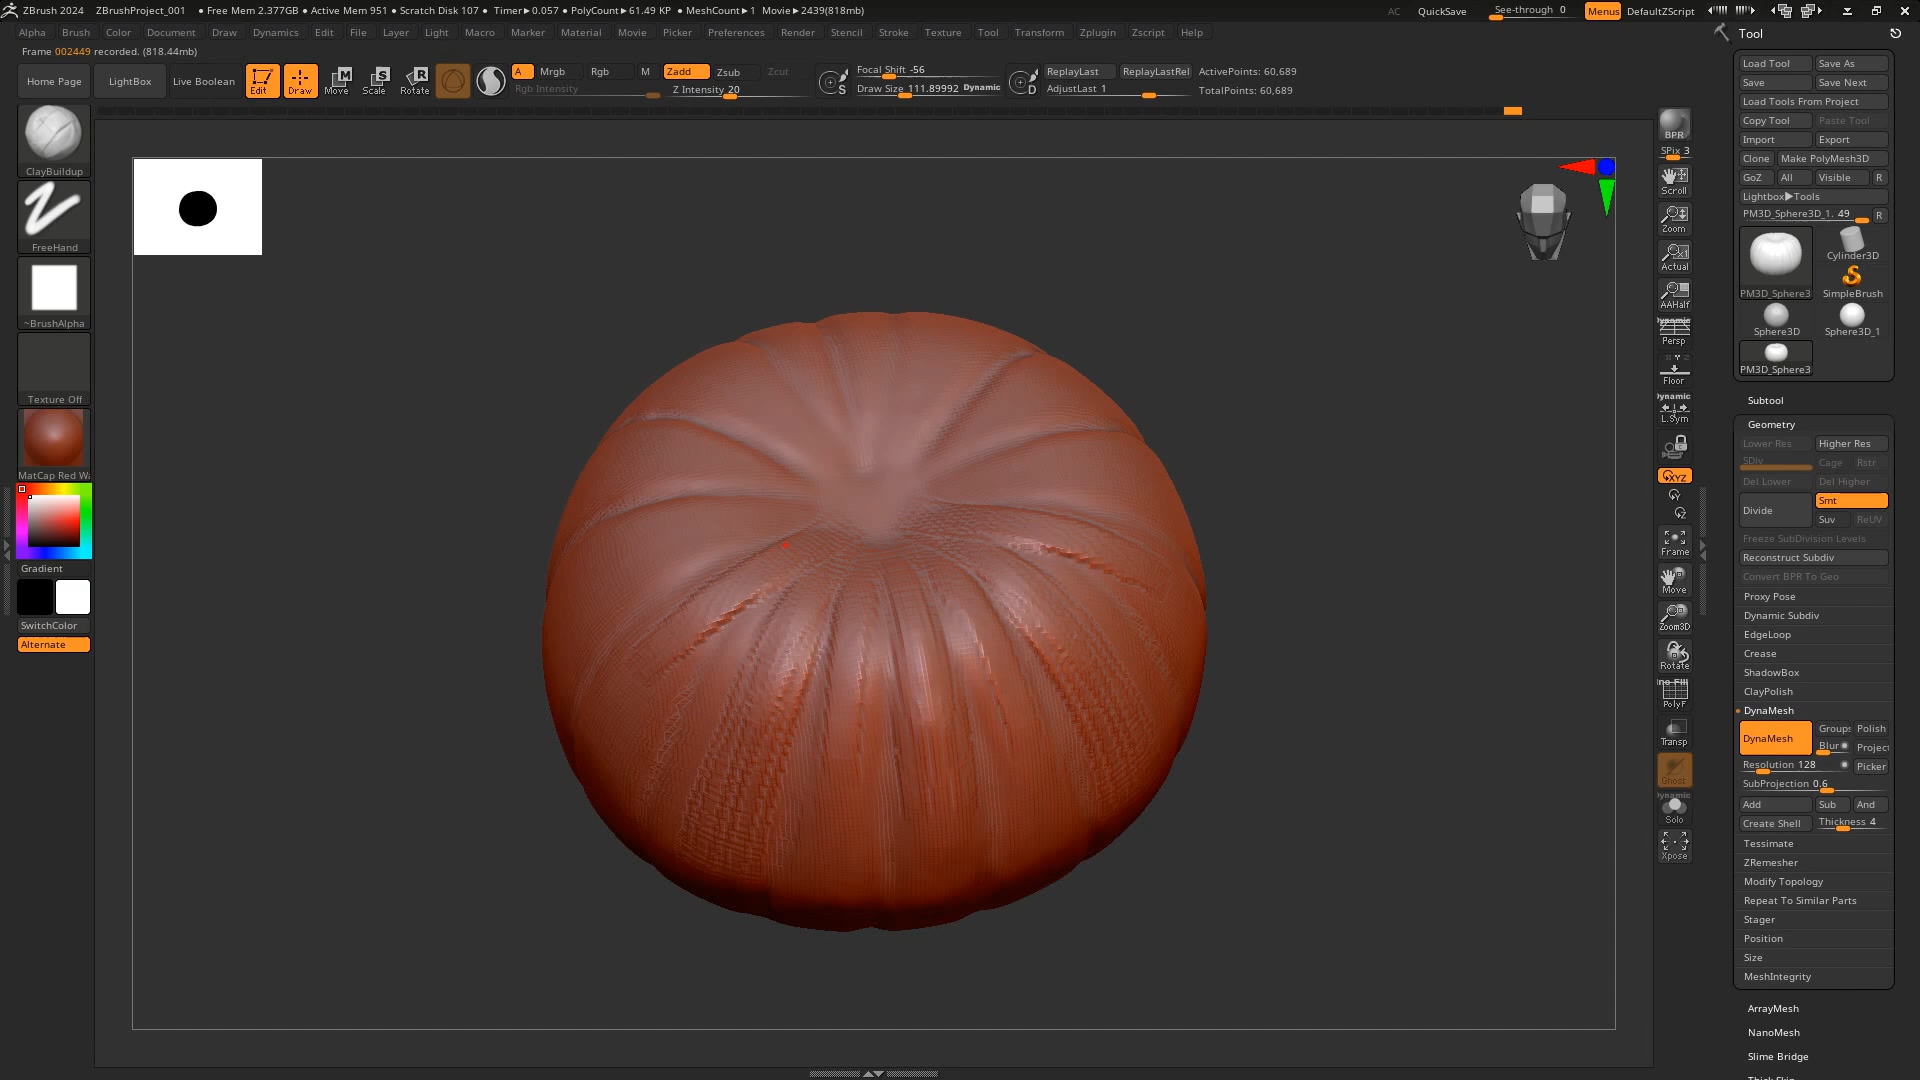 ZBrush 2024 ZBrushProject_001 • Free Mem 2.377GB • Active Mem 951 • Scratch Disk 107 • Timer▶0.057 • PolyCount▶61.49 KP • MeshCount▶1 Movie▶2439(818mb) AC QuickSave See-through 0 Menus DefaultZScript
Alpha Brush Color Document Draw Dynamics Edit File Layer Light Macro Marker Material Movie Picker Preferences Render Stencil Stroke Texture Tool Transform Zplugin Zscript Help
Frame 002449 recorded. (818.44mb)
Home Page LightBox Live Boolean Edit Draw Move Scale Rotate
A Mrgb Rgb M Zadd Zsub Zcut
Rgb Intensity Z Intensity 20
Focal Shift -56
Draw Size 111.89992 Dynamic
ReplayLast ReplayLastRel ActivePoints: 60,689
AdjustLast 1 TotalPoints: 60,689
ClayBuildup
FreeHand
~BrushAlpha
Texture Off
MatCap Red W
Gradient
SwitchColor
Alternate
BPR
SPix 3
Scroll
Zoom
Actual
AAHalf
Dynamic
Persp
Floor
Dynamic
L.Sym
XYZ
Y
Z
Frame
Move
Zoom3D
Rotate
PolyF
Transp
Ghost
Dynamic
Solo
Xpose
Tool
Load Tool Save As
Save Save Next
Load Tools From Project
Copy Tool Paste Tool
Import Export
Clone Make PolyMesh3D
GoZ All Visible R
Lightbox▶Tools
PM3D_Sphere3D_1. 49 R
PM3D_Sphere3 Cylinder3D
SimpleBrush
Sphere3D Sphere3D_1
PM3D_Sphere3
Subtool
Geometry
Lower Res Higher Res
SDiv Cage Rstr
Del Lower Del Higher
Divide Smt
Suv ReUV
Freeze SubDivision Levels
Reconstruct Subdiv
Convert BPR To Geo
Proxy Pose
Dynamic Subdiv
EdgeLoop
Crease
ShadowBox
ClayPolish
DynaMesh
DynaMesh Groups Polish
Blur Project
Resolution 128 Picker
SubProjection 0.6
Add Sub And
Create Shell Thickness 4
Tessimate
ZRemesher
Modify Topology
Repeat To Similar Parts
Stager
Position
Size
MeshIntegrity
ArrayMesh
NanoMesh
Slime Bridge